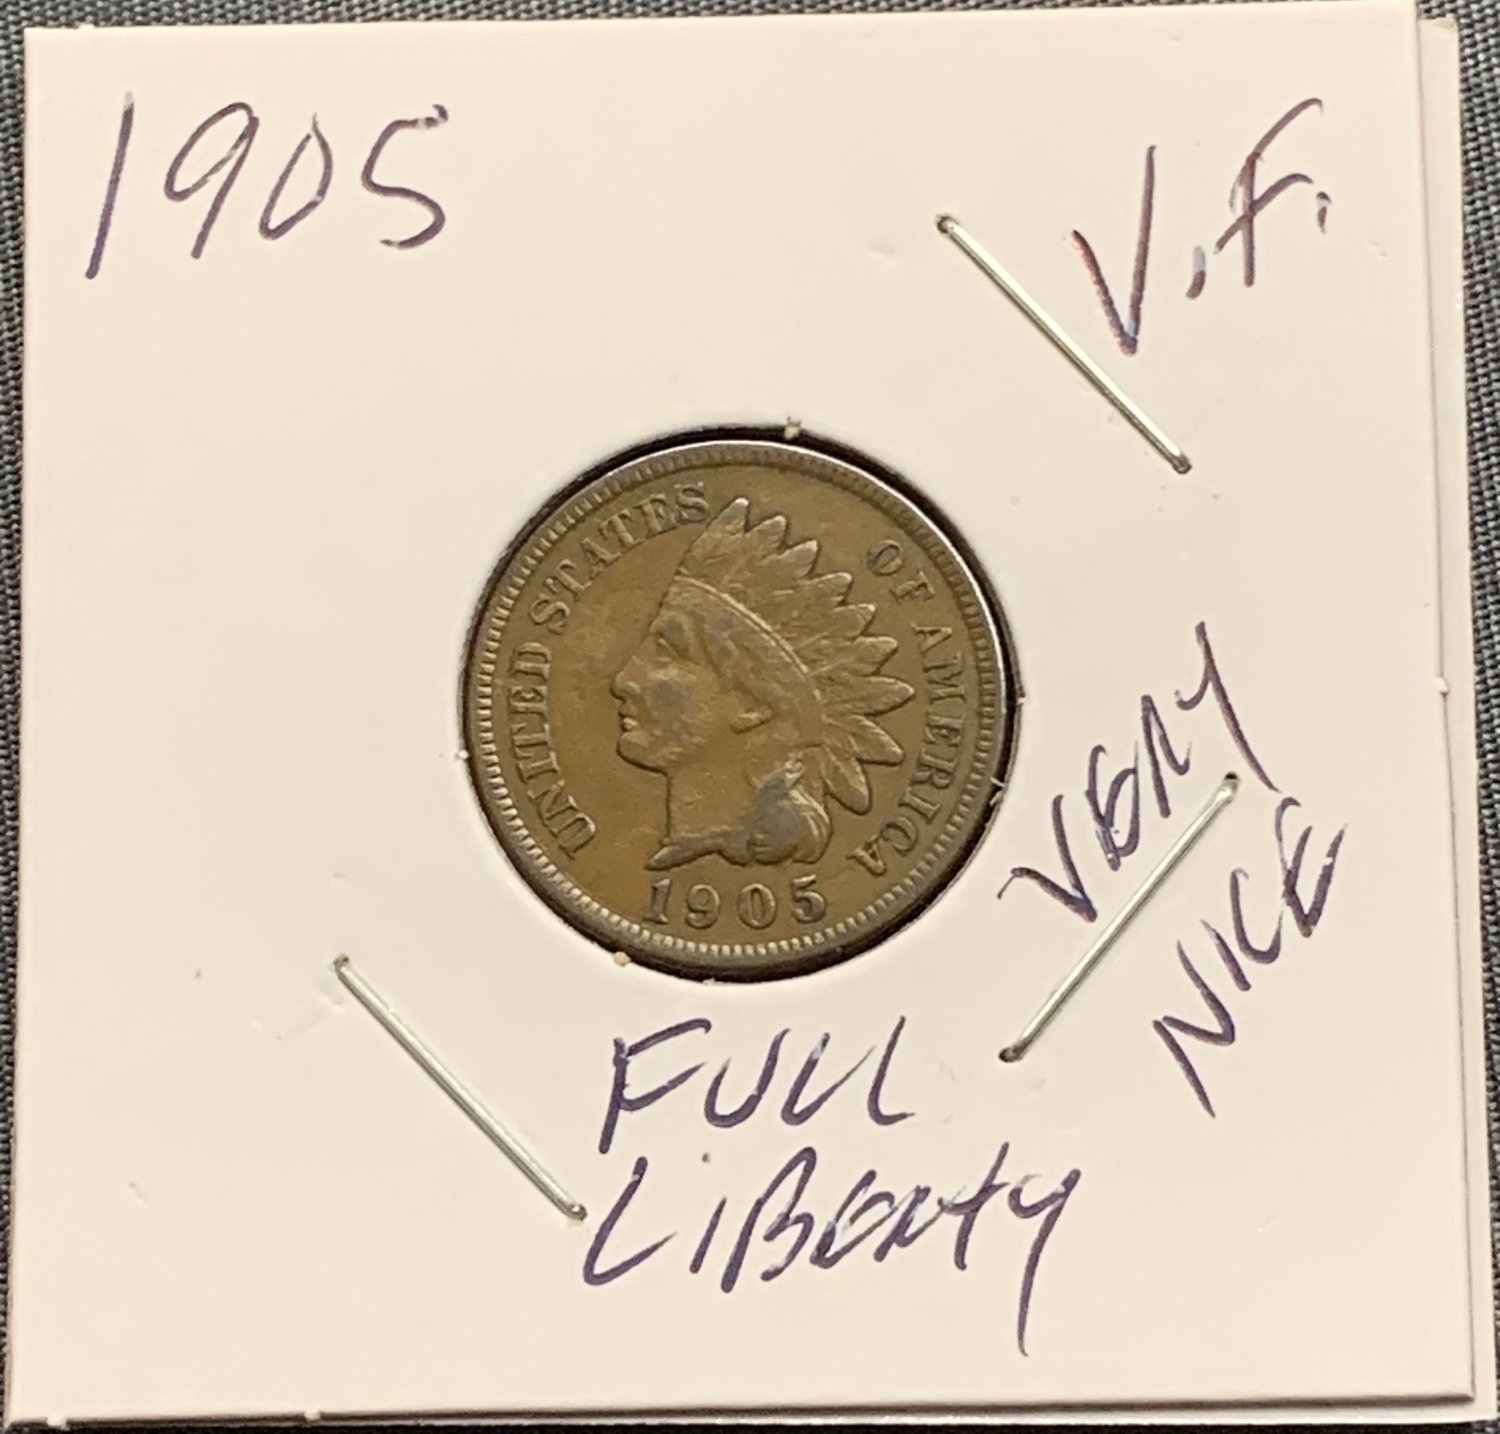 1905
V.F.
UNITED STATES OF AMERICA
1905
VERY
NICE
FULL
LIBERTY